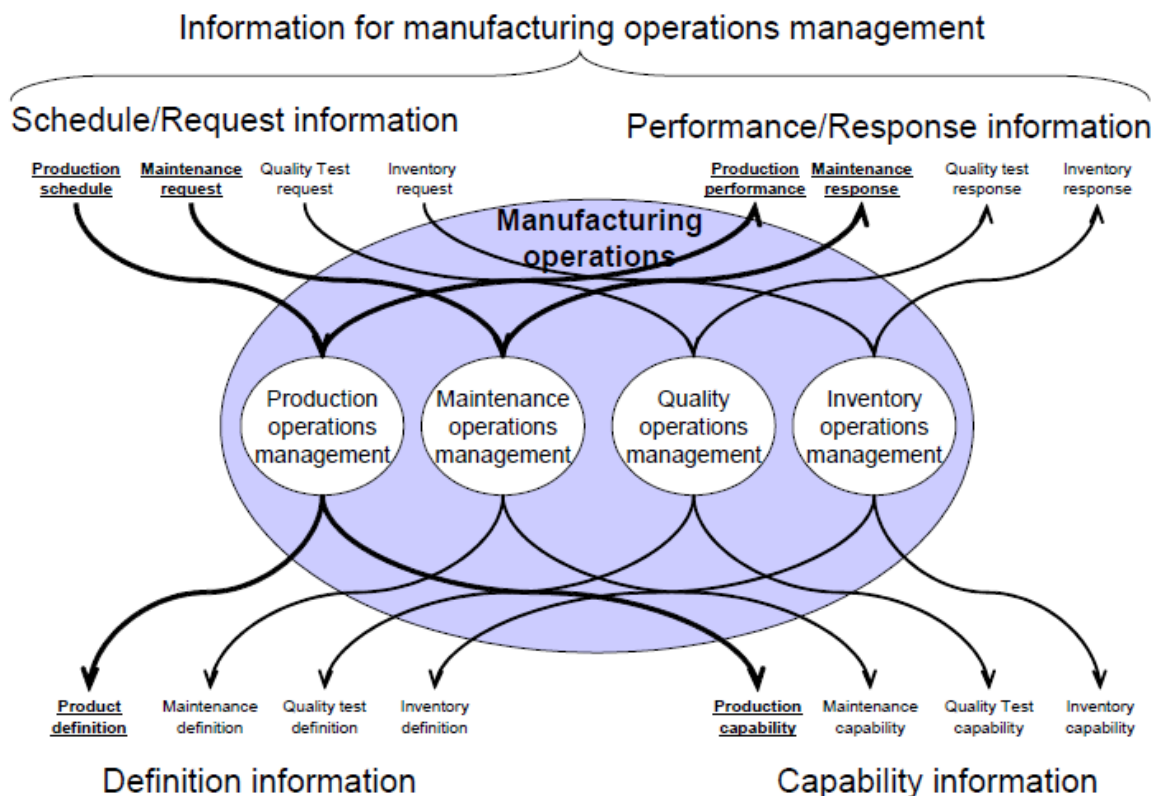 Information for manufacturing operations management
Schedule/Request information
Performance/Response information
Production
schedule
Maintenance
request
Quality Test
request
Inventory
request
Production
performance
Maintenance
response
Quality test
response
Inventory
response
Manufacturing
operations
Production
operations
management
Maintenance
operations
management
Quality
operations
management
Inventory
operations
management
Product
definition
Maintenance
definition
Quality test
definition
Inventory
definition
Production
capability
Maintenance
capability
Quality Test
capability
Inventory
capability
Definition information
Capability information